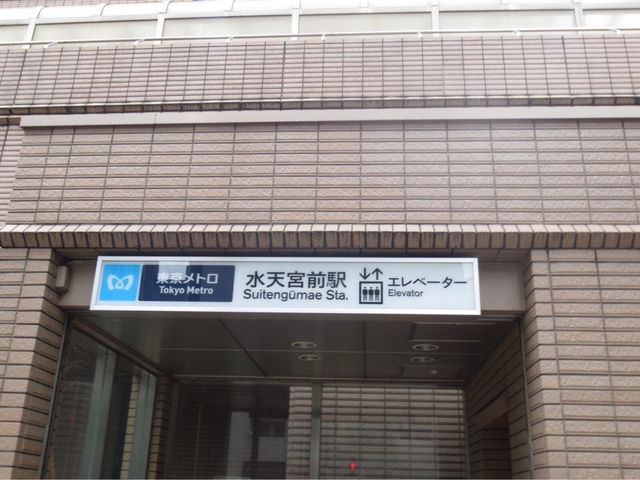 東京メトロ
Tokyo Metro
水天宮前駅
Suitengūmae Sta.
エレベーター
Elevator